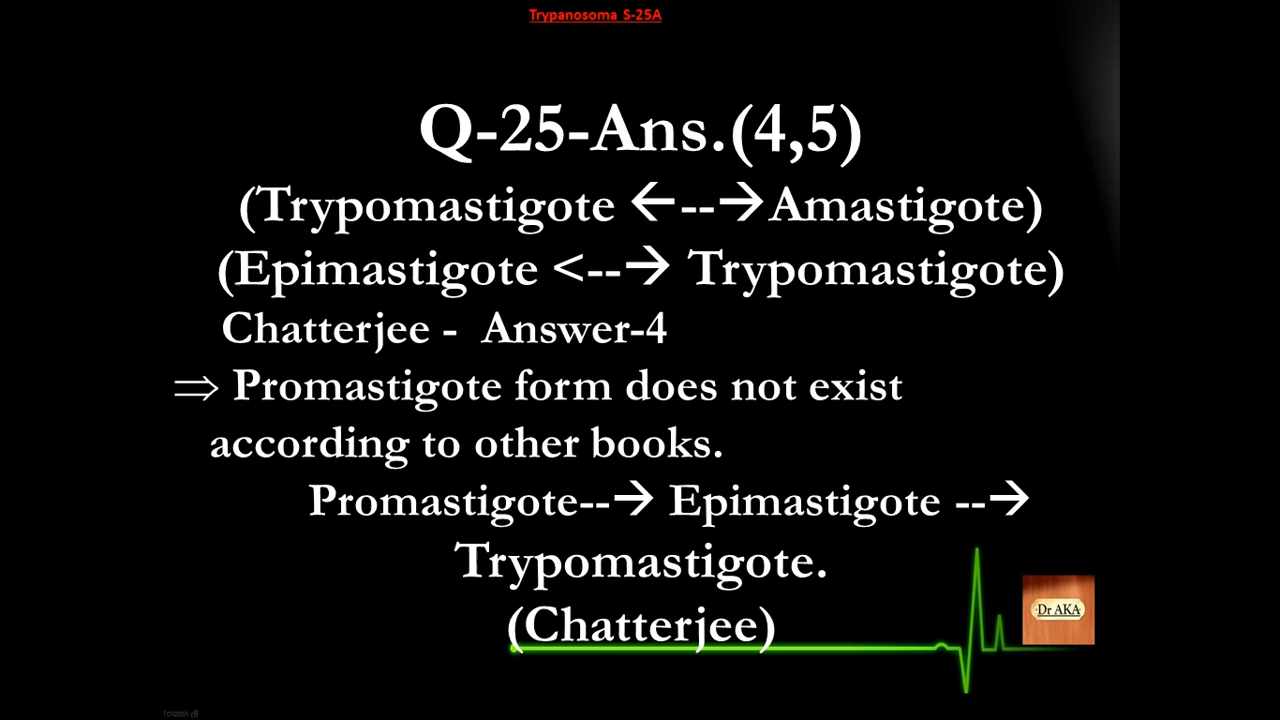 Trypanosoma S-25A
Q-25-Ans.(4,5)
(Trypomastigote ←--→Amastigote)
(Epimastigote <--→ Trypomastigote)
Chatterjee - Answer-4
⇒ Promastigote form does not exist
according to other books.
Promastigote--→ Epimastigote --→
Trypomastigote.
(Chatterjee)
Dr AKA